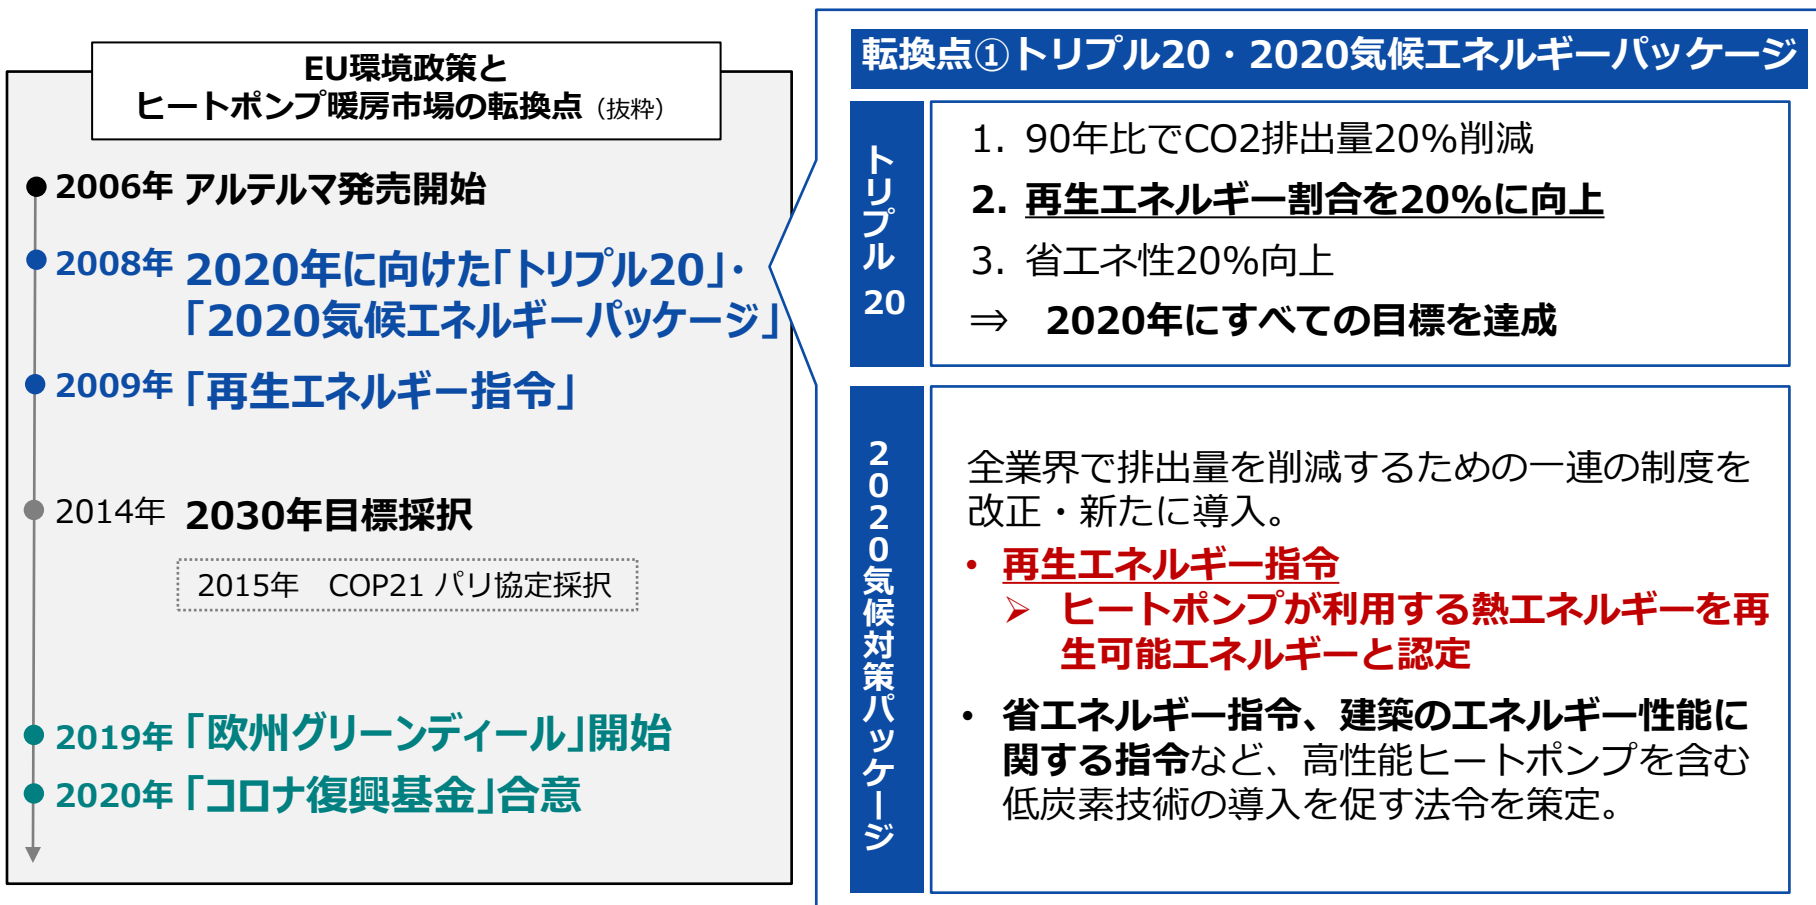 EU環境政策と
ヒートポンプ暖房市場の転換点（抜粋）
2006年 アルテルマ発売開始
2008年 2020年に向けた「トリプル20」・
「2020気候エネルギーパッケージ」
2009年 「再生エネルギー指令」
2014年 2030年目標採択
2015年　COP21 パリ協定採択
2019年 「欧州グリーンディール」開始
2020年 「コロナ復興基金」合意
転換点①トリプル20・2020気候エネルギーパッケージ
トリプル20
1. 90年比でCO2排出量20%削減
2. 再生エネルギー割合を20%に向上
3. 省エネ性20%向上
⇒　2020年にすべての目標を達成
2020気候対策パッケージ
全業界で排出量を削減するための一連の制度を
改正・新たに導入。
• 再生エネルギー指令
➢ ヒートポンプが利用する熱エネルギーを再
生可能エネルギーと認定
• 省エネルギー指令、建築のエネルギー性能に
関する指令など、高性能ヒートポンプを含む
低炭素技術の導入を促す法令を策定。